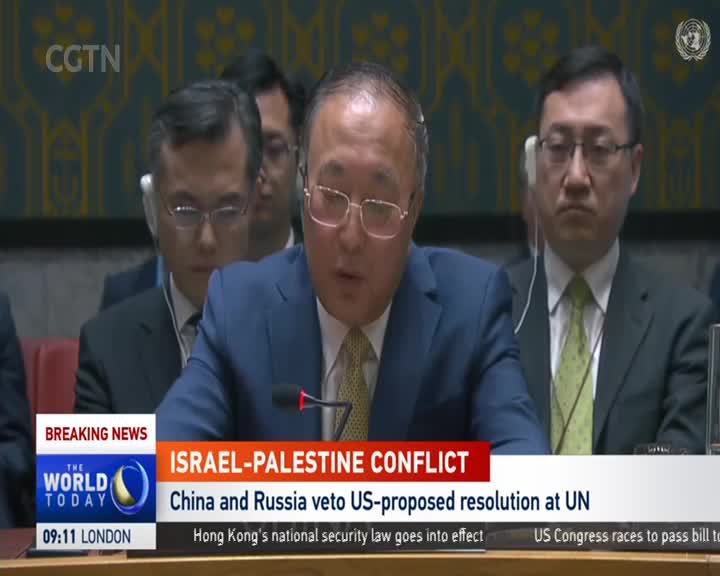 CGTN
BREAKING NEWS
ISRAEL-PALESTINE CONFLICT
THE
WORLD
TODAY
China and Russia veto US-proposed resolution at UN
09:11 LONDON
Hong Kong's national security law goes into effect
US Congress races to pass bill to